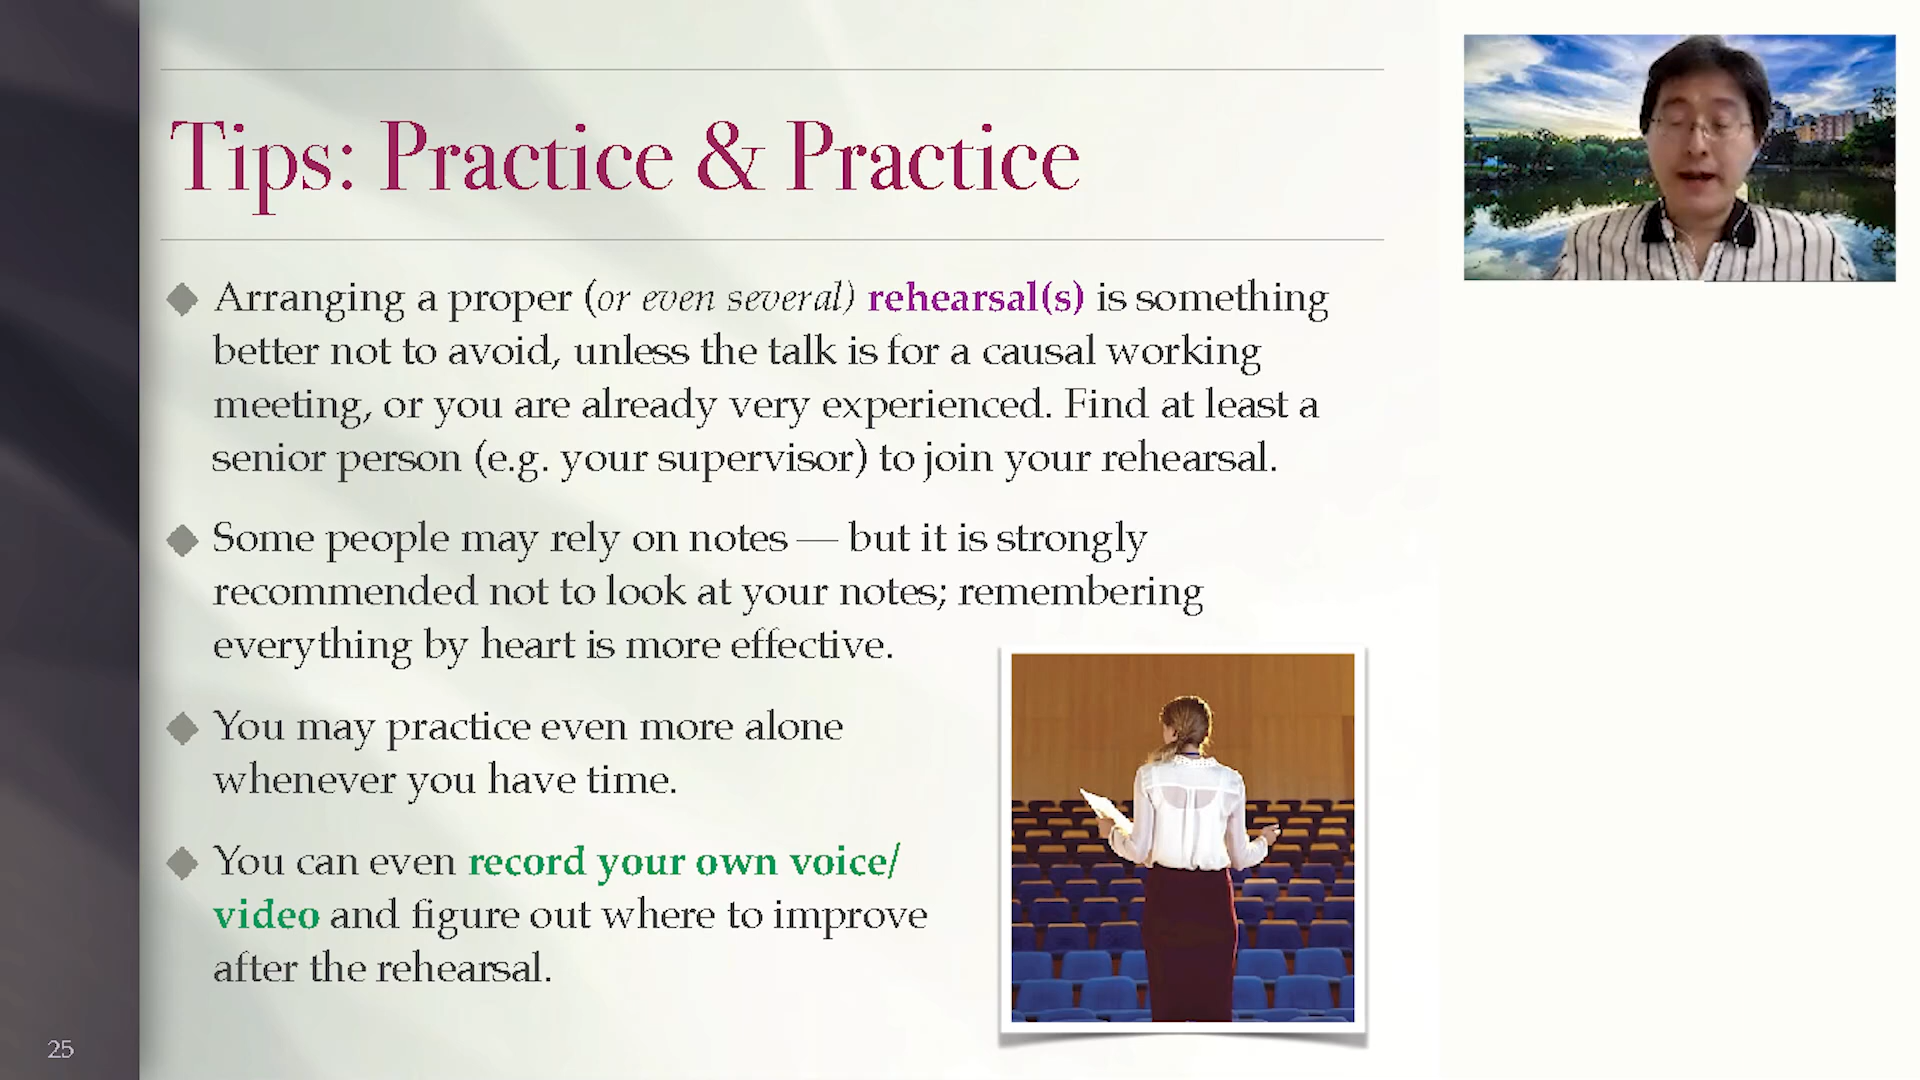 Tips: Practice & Practice
Arranging a proper (or even several) rehearsal(s) is something
better not to avoid, unless the talk is for a causal working
meeting, or you are already very experienced. Find at least a
senior person (e.g. your supervisor) to join your rehearsal.
Some people may rely on notes — but it is strongly
recommended not to look at your notes; remembering
everything by heart is more effective.
You may practice even more alone
whenever you have time.
You can even record your own voice/
video and figure out where to improve
after the rehearsal.
25